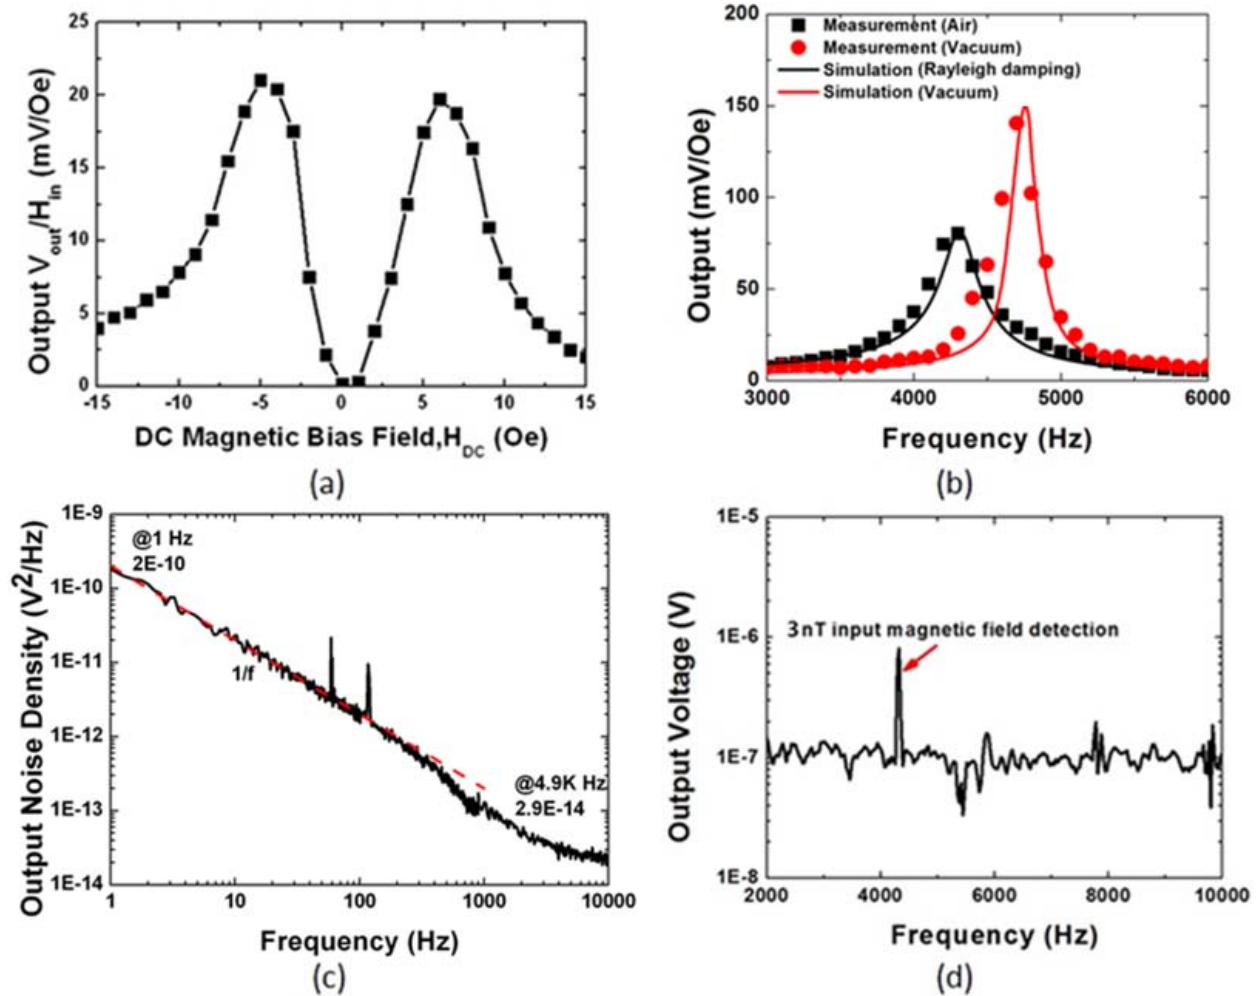 25
20
15
10
5
0
Output V_out/H_in (mV/Oe)
-15 -10 -5 0 5 10 15
DC Magnetic Bias Field,H_DC (Oe)
(a)
200
150
100
50
0
Output (mV/Oe)
Measurement (Air)
Measurement (Vacuum)
Simulation (Rayleigh damping)
Simulation (Vacuum)
3000 4000 5000 6000
Frequency (Hz)
(b)
1E-9
1E-10
1E-11
1E-12
1E-13
1E-14
Output Noise Density (V²/Hz)
@1 Hz
2E-10
1/f
@4.9K Hz
2.9E-14
1 10 100 1000 10000
Frequency (Hz)
(c)
1E-5
1E-6
1E-7
1E-8
Output Voltage (V)
3nT input magnetic field detection
2000 4000 6000 8000 10000
Frequency (Hz)
(d)